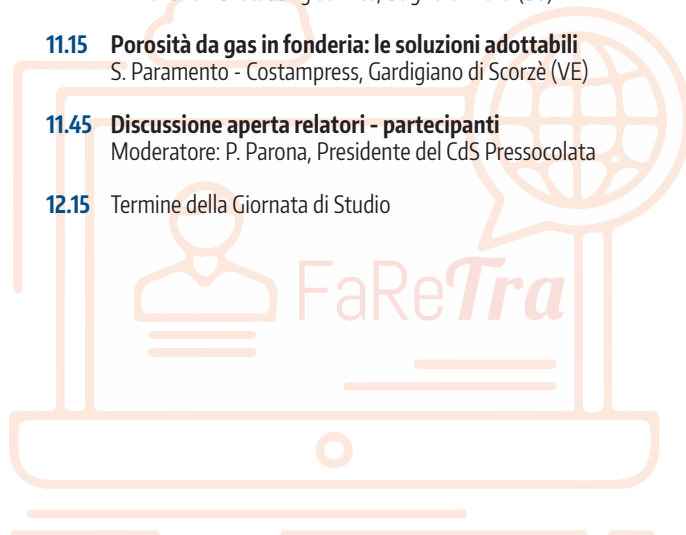 11.15 Porosità da gas in fonderia: le soluzioni adottabili
S. Paramento - Costampress, Gardigiano di Scorzè (VE)
11.45 Discussione aperta relatori - partecipanti
Moderatore: P. Parona, Presidente del CdS Pressocolata
12.15 Termine della Giornata di Studio
FaReTra